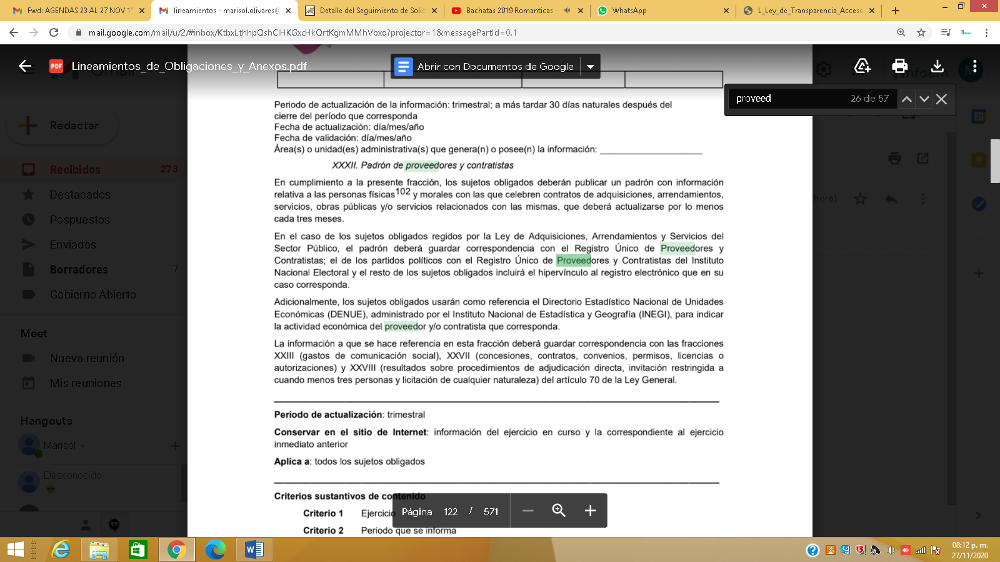 Fwd: AGENDAS 23 AL 27 NOV 1°
lineamientos - marisol.olivares@
Detalle del Seguimiento de Solic
Bachatas 2019 Romanticas -
WhatsApp
L_Ley_de_Transparencia_Acceso
mail.google.com/mail/u/2/#inbox/KtbxLthhpQshClHKGxcHkQrtKgmMMhVbxq?projector=1&messagePartId=0.1
PDF
Lineamientos_de_Obligaciones_y_Anexos.pdf
Abrir con Documentos de Google
proveed
26 de 57
Redactar
Recibidos
273
Destacados
Pospuestos
Enviados
Borradores
7
Gobierno Abierto
Meet
Nueva reunión
Mis reuniones
Hangouts
Marisol
Desconocido
hora)
M
31
Periodo de actualización de la información: trimestral; a más tardar 30 días naturales después del
cierre del período que corresponda
Fecha de actualización: día/mes/año
Fecha de validación: día/mes/año
Área(s) o unidad(es) administrativa(s) que genera(n) o posee(n) la información: ____________________
XXXII. Padrón de proveedores y contratistas
En cumplimiento a la presente fracción, los sujetos obligados deberán publicar un padrón con información
relativa a las personas físicas102 y morales con las que celebren contratos de adquisiciones, arrendamientos,
servicios, obras públicas y/o servicios relacionados con las mismas, que deberá actualizarse por lo menos
cada tres meses.
En el caso de los sujetos obligados regidos por la Ley de Adquisiciones, Arrendamientos y Servicios del
Sector Público, el padrón deberá guardar correspondencia con el Registro Único de Proveedores y
Contratistas; el de los partidos políticos con el Registro Único de Proveedores y Contratistas del Instituto
Nacional Electoral y el resto de los sujetos obligados incluirá el hipervínculo al registro electrónico que en su
caso corresponda.
Adicionalmente, los sujetos obligados usarán como referencia el Directorio Estadístico Nacional de Unidades
Económicas (DENUE), administrado por el Instituto Nacional de Estadística y Geografía (INEGI), para indicar
la actividad económica del proveedor y/o contratista que corresponda.
La información a que se hace referencia en esta fracción deberá guardar correspondencia con las fracciones
XXIII (gastos de comunicación social), XXVII (concesiones, contratos, convenios, permisos, licencias o
autorizaciones) y XXVIII (resultados sobre procedimientos de adjudicación directa, invitación restringida a
cuando menos tres personas y licitación de cualquier naturaleza) del artículo 70 de la Ley General.
Periodo de actualización: trimestral
Conservar en el sitio de Internet: información del ejercicio en curso y la correspondiente al ejercicio
inmediato anterior
Aplica a: todos los sujetos obligados
Criterios sustantivos de contenido
Criterio 1 Ejercicio
Criterio 2 Periodo que se informa
Página 122 / 571
08:12 p. m.
27/11/2020